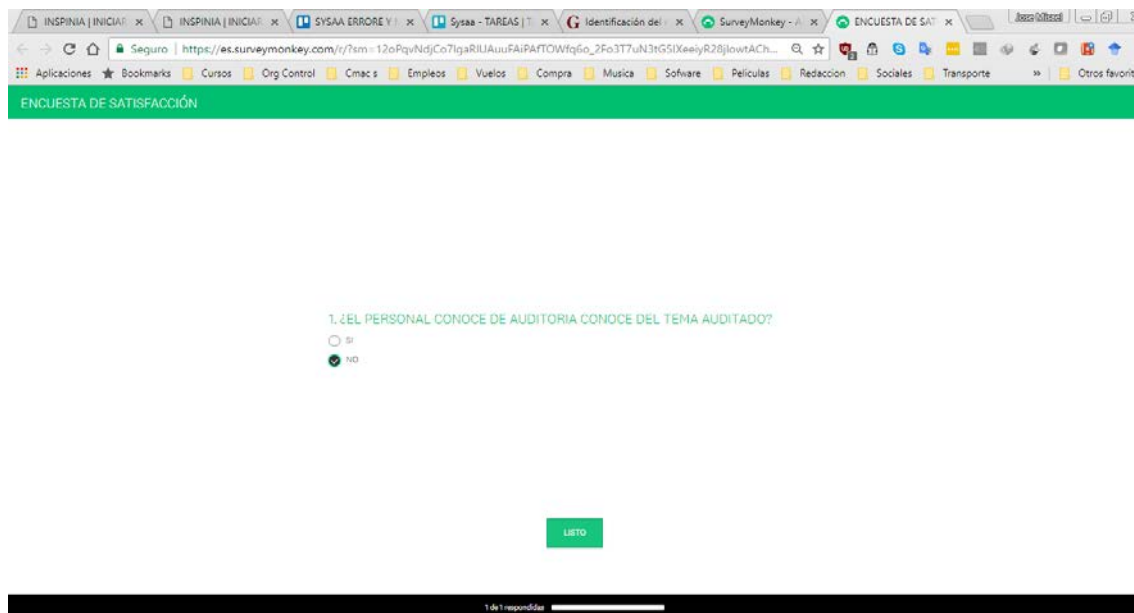 INSPINIA | INICIAR
INSPINIA | INICIAR
SYSAA ERRORE Y
Sysaa - TAREAS | T
G Identificación del
SurveyMonkey - A
ENCUESTA DE SAT
Seguro | https://es.surveymonkey.com/r/?sm=
Aplicaciones Bookmarks Cursos Org Control Cmac s Empleos Vuelos Compra Musica Sofware Peliculas Redaccion Sociales Transporte » Otros favorit
ENCUESTA DE SATISFACCIÓN
1. ¿EL PERSONAL CONOCE DE AUDITORIA CONOCE DEL TEMA AUDITADO?
SI
NO
LISTO
1 de 1 respondidas